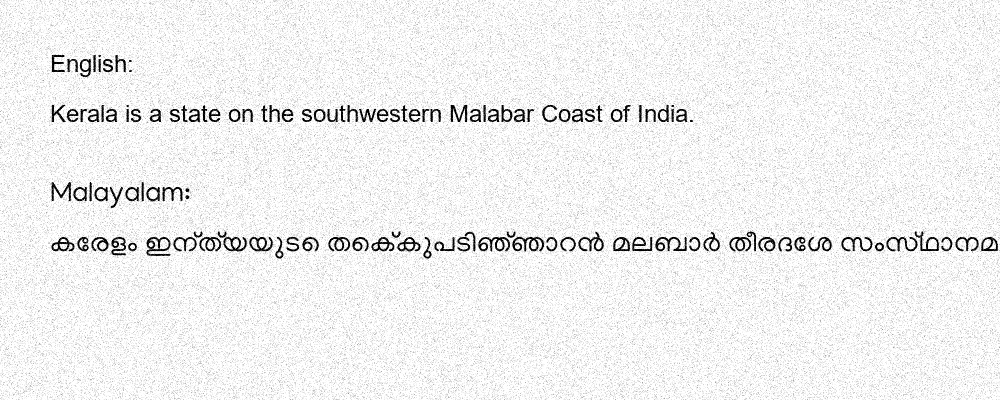 English:
Kerala is a state on the southwestern Malabar Coast of India.
Malayalam:
കേരളം ഇന്ത്യയുടെ തെക്കുപടിഞ്ഞാറൻ മലബാർ തീരദേശ